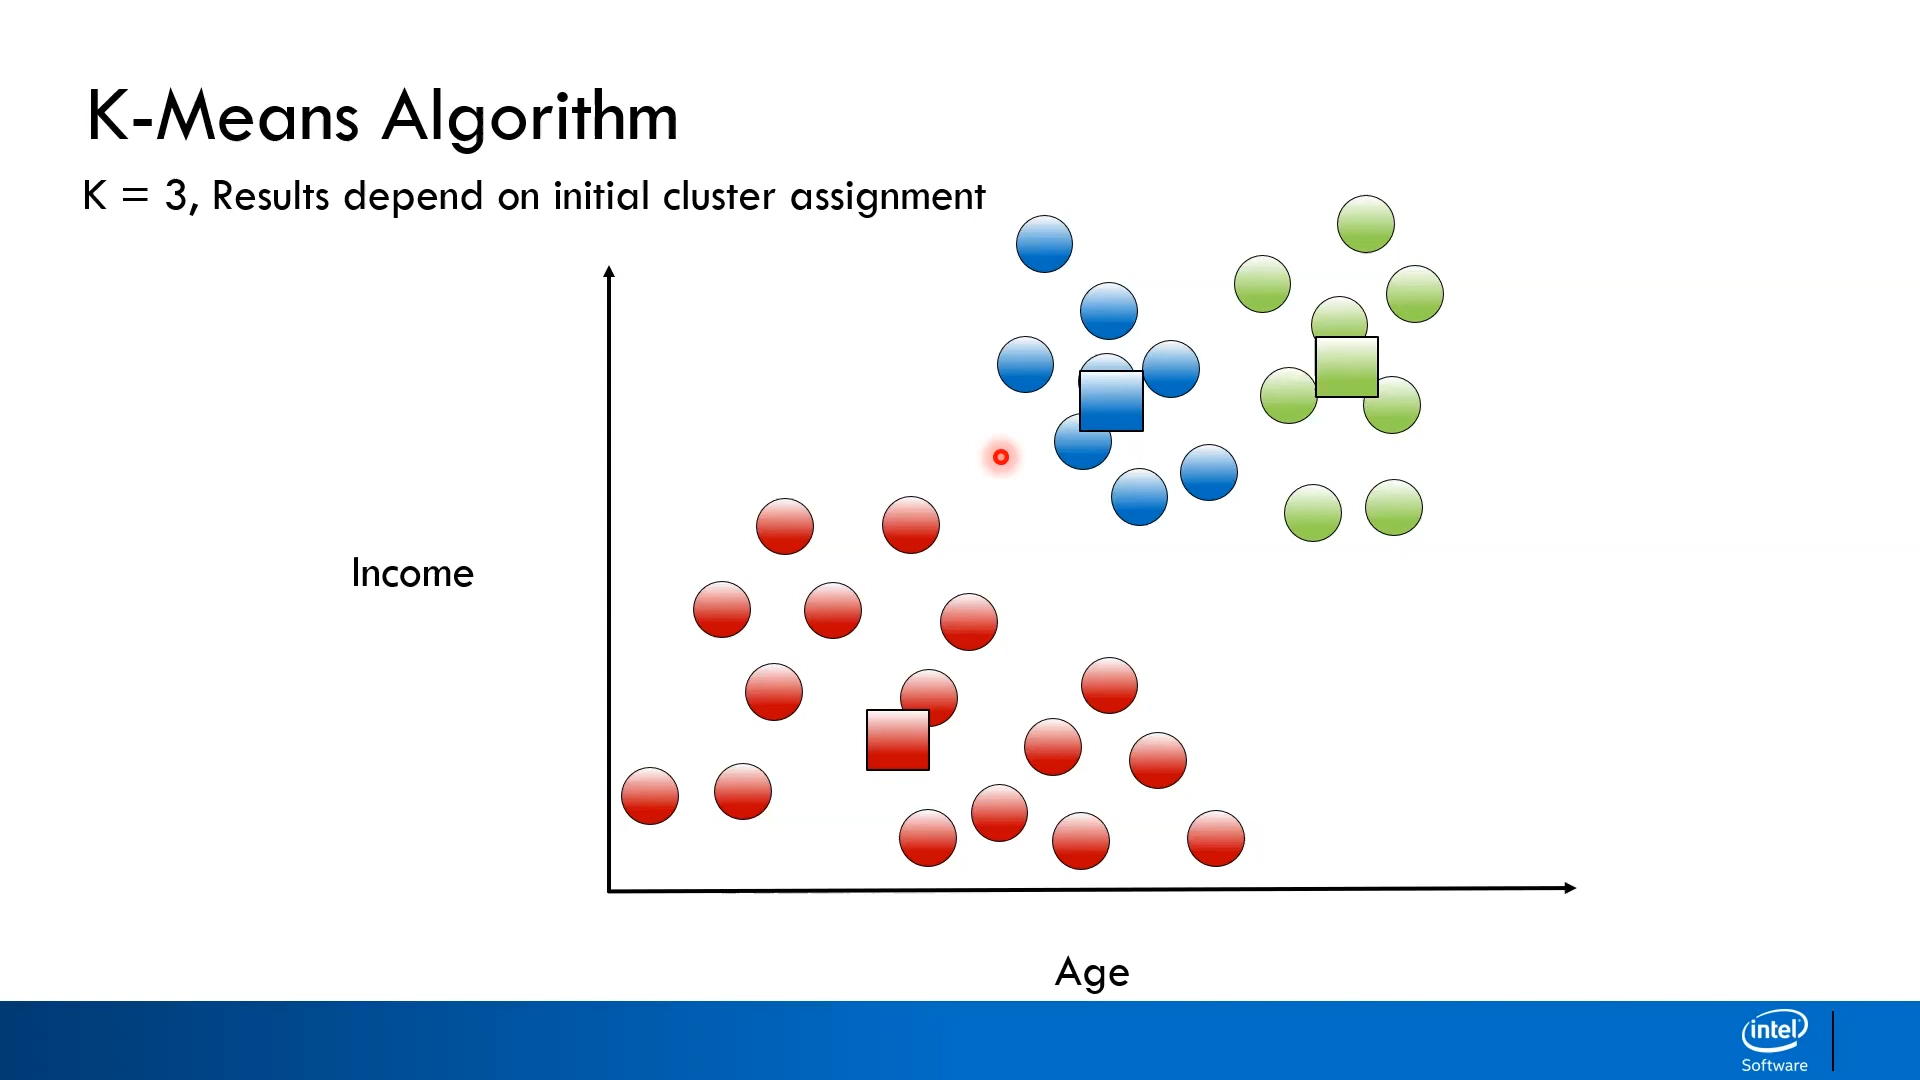 K-Means Algorithm
K = 3, Results depend on initial cluster assignment
Income
Age
intel
Software